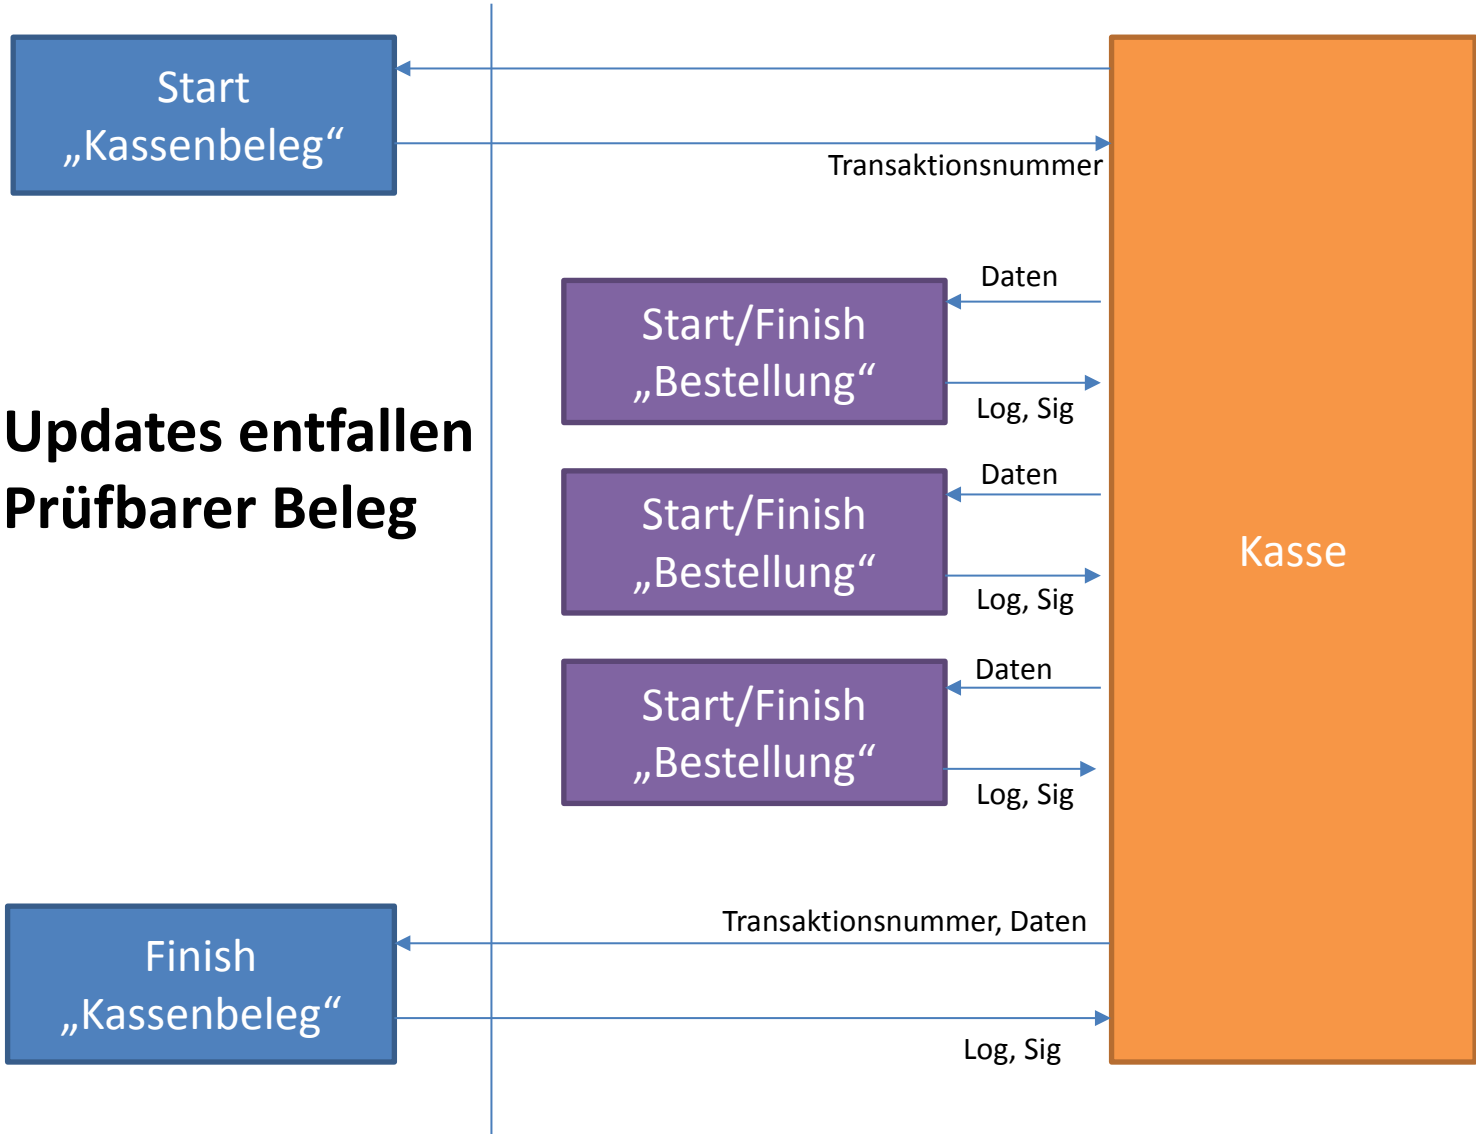 Start
„Kassenbeleg“
Transaktionsnummer
Daten
Start/Finish
„Bestellung“
Log, Sig
Updates entfallen
Prüfbarer Beleg
Daten
Start/Finish
„Bestellung“
Log, Sig
Kasse
Daten
Start/Finish
„Bestellung“
Log, Sig
Transaktionsnummer, Daten
Finish
„Kassenbeleg“
Log, Sig